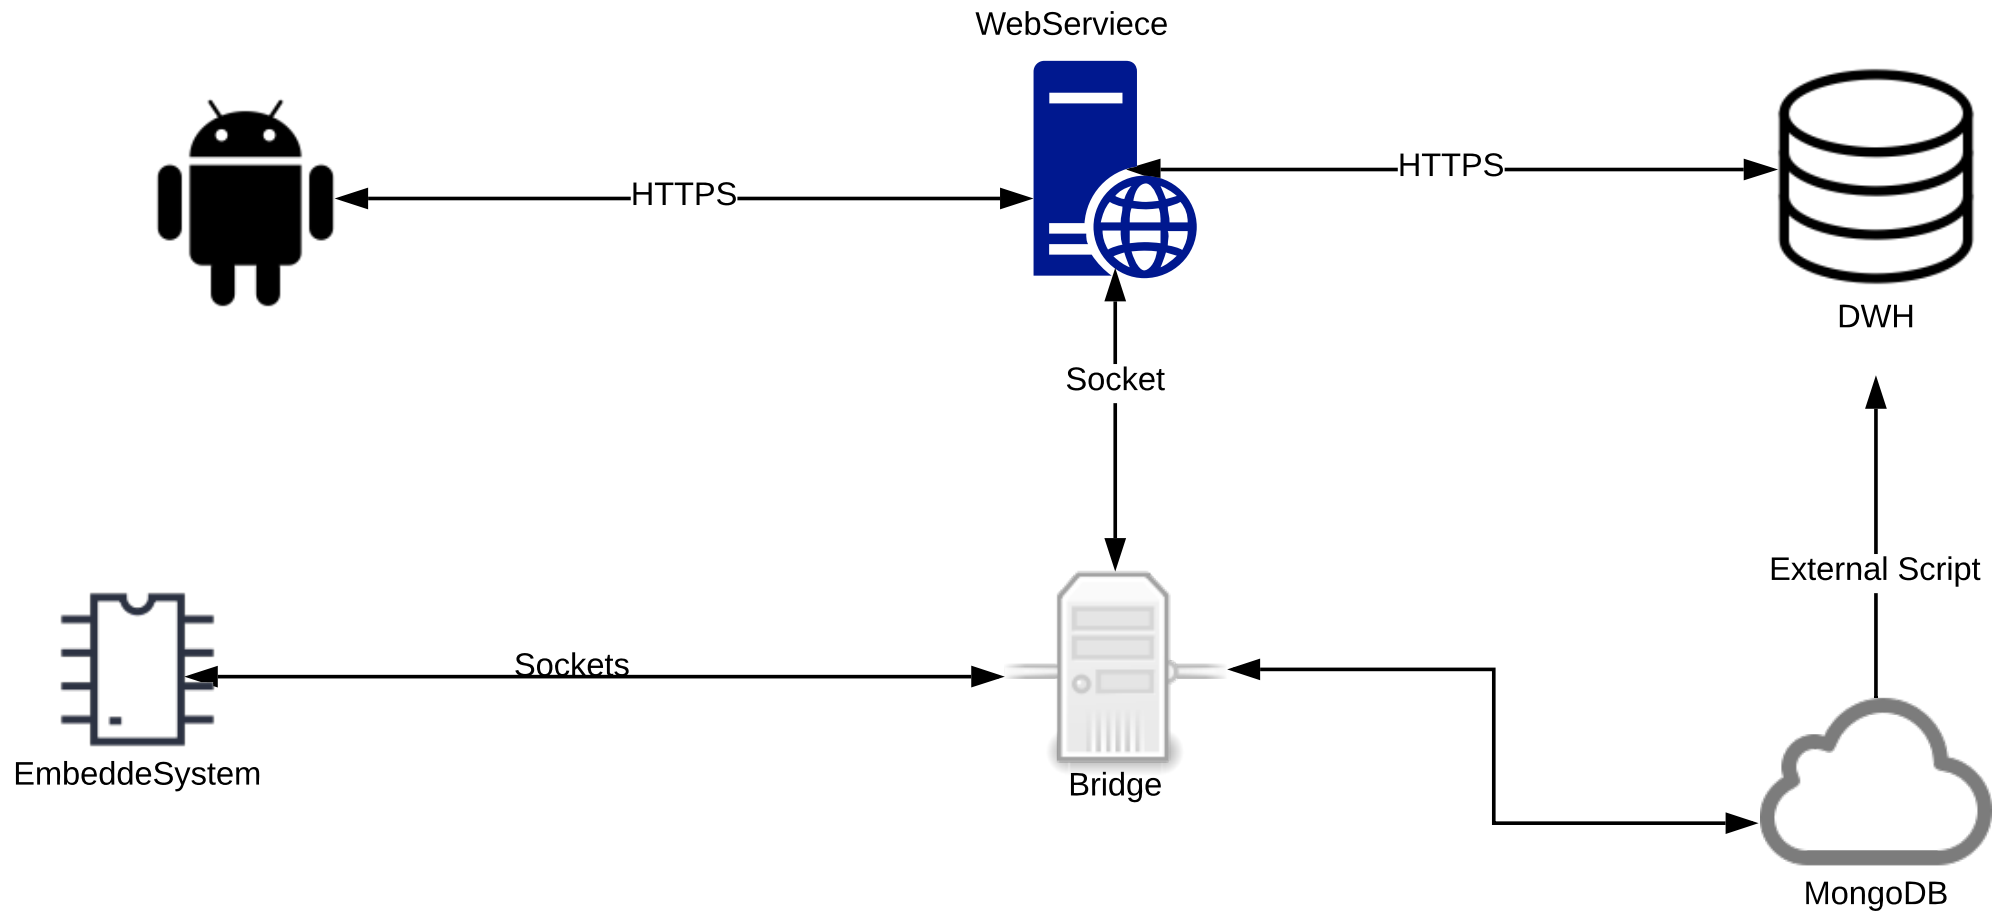 WebServiece
HTTPS
HTTPS
DWH
Socket
External Script
Sockets
EmbeddeSystem
Bridge
MongoDB